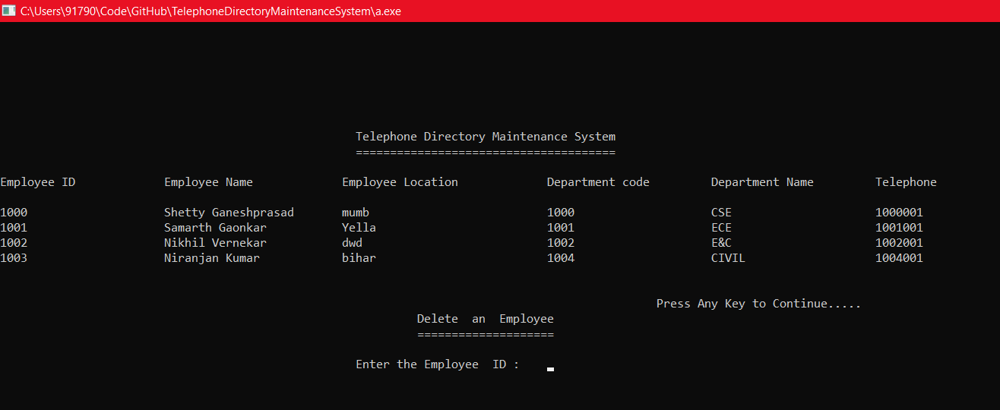 C:\Users\91790\Code\GitHub\TelephoneDirectoryMaintenanceSystem\a.exe
Telephone Directory Maintenance System
======================================
Employee ID Employee Name Employee Location Department code Department Name Telephone
1000 Shetty Ganeshprasad mumb 1000 CSE 1000001
1001 Samarth Gaonkar Yella 1001 ECE 1001001
1002 Nikhil Vernekar dwd 1002 E&C 1002001
1003 Niranjan Kumar bihar 1004 CIVIL 1004001
Press Any Key to Continue.....
Delete an Employee
====================
Enter the Employee ID :